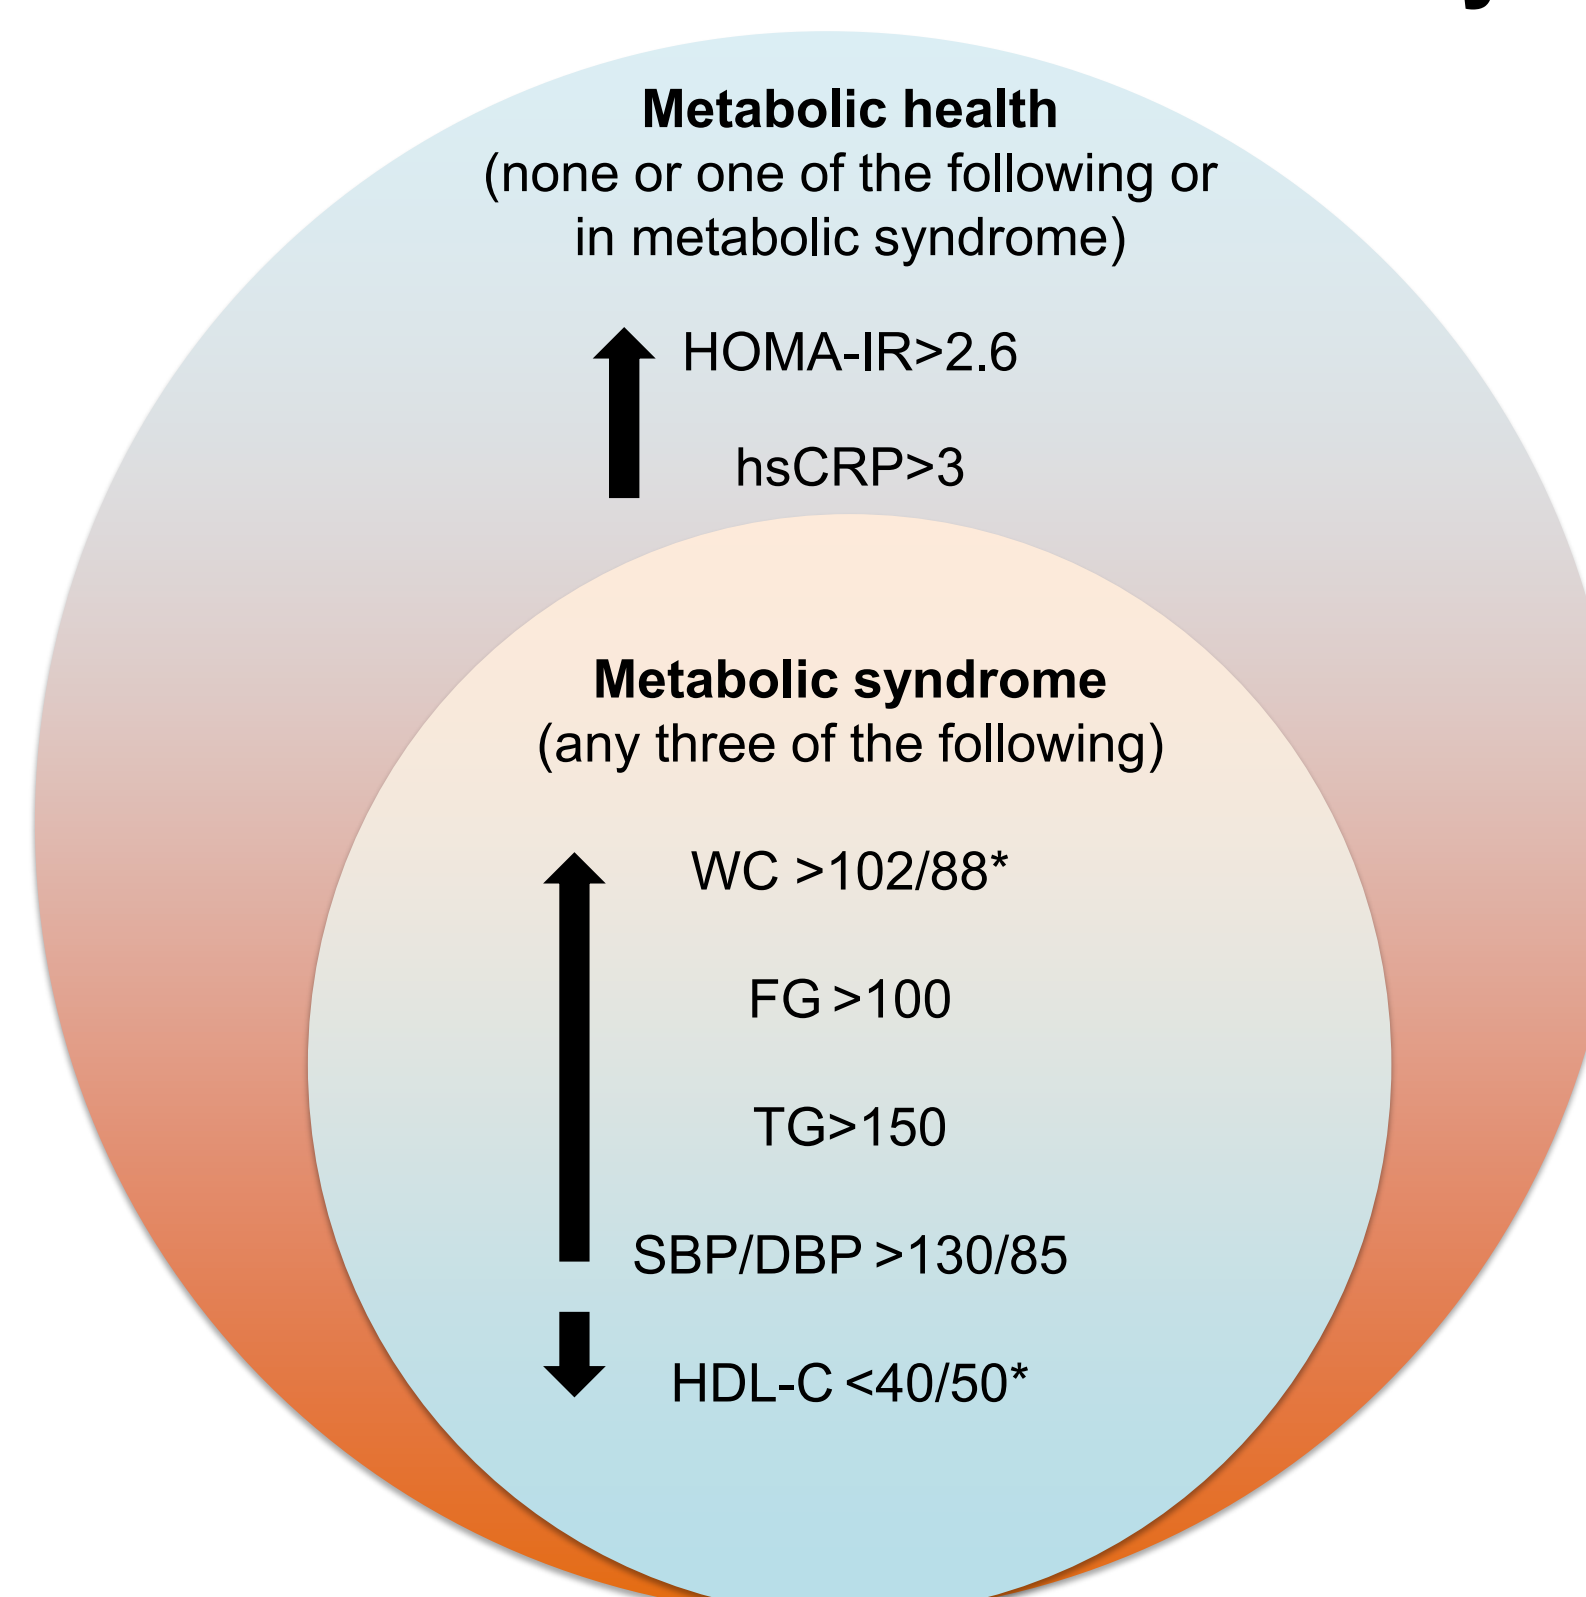 Metabolic health
(none or one of the following or
in metabolic syndrome)
HOMA-IR>2.6
hsCRP>3
Metabolic syndrome
(any three of the following)
WC >102/88*
FG >100
TG>150
SBP/DBP >130/85
HDL-C <40/50*